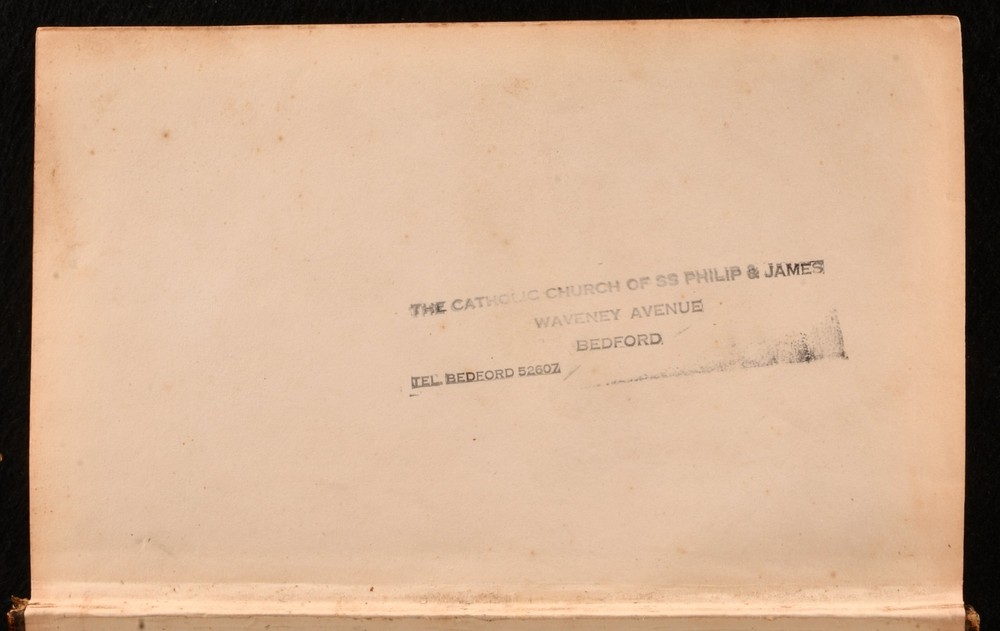 THE CATHOLIC CHURCH OF SS PHILIP & JAMES
WAVENEY AVENUE
BEDFORD
TEL. BEDFORD 52607